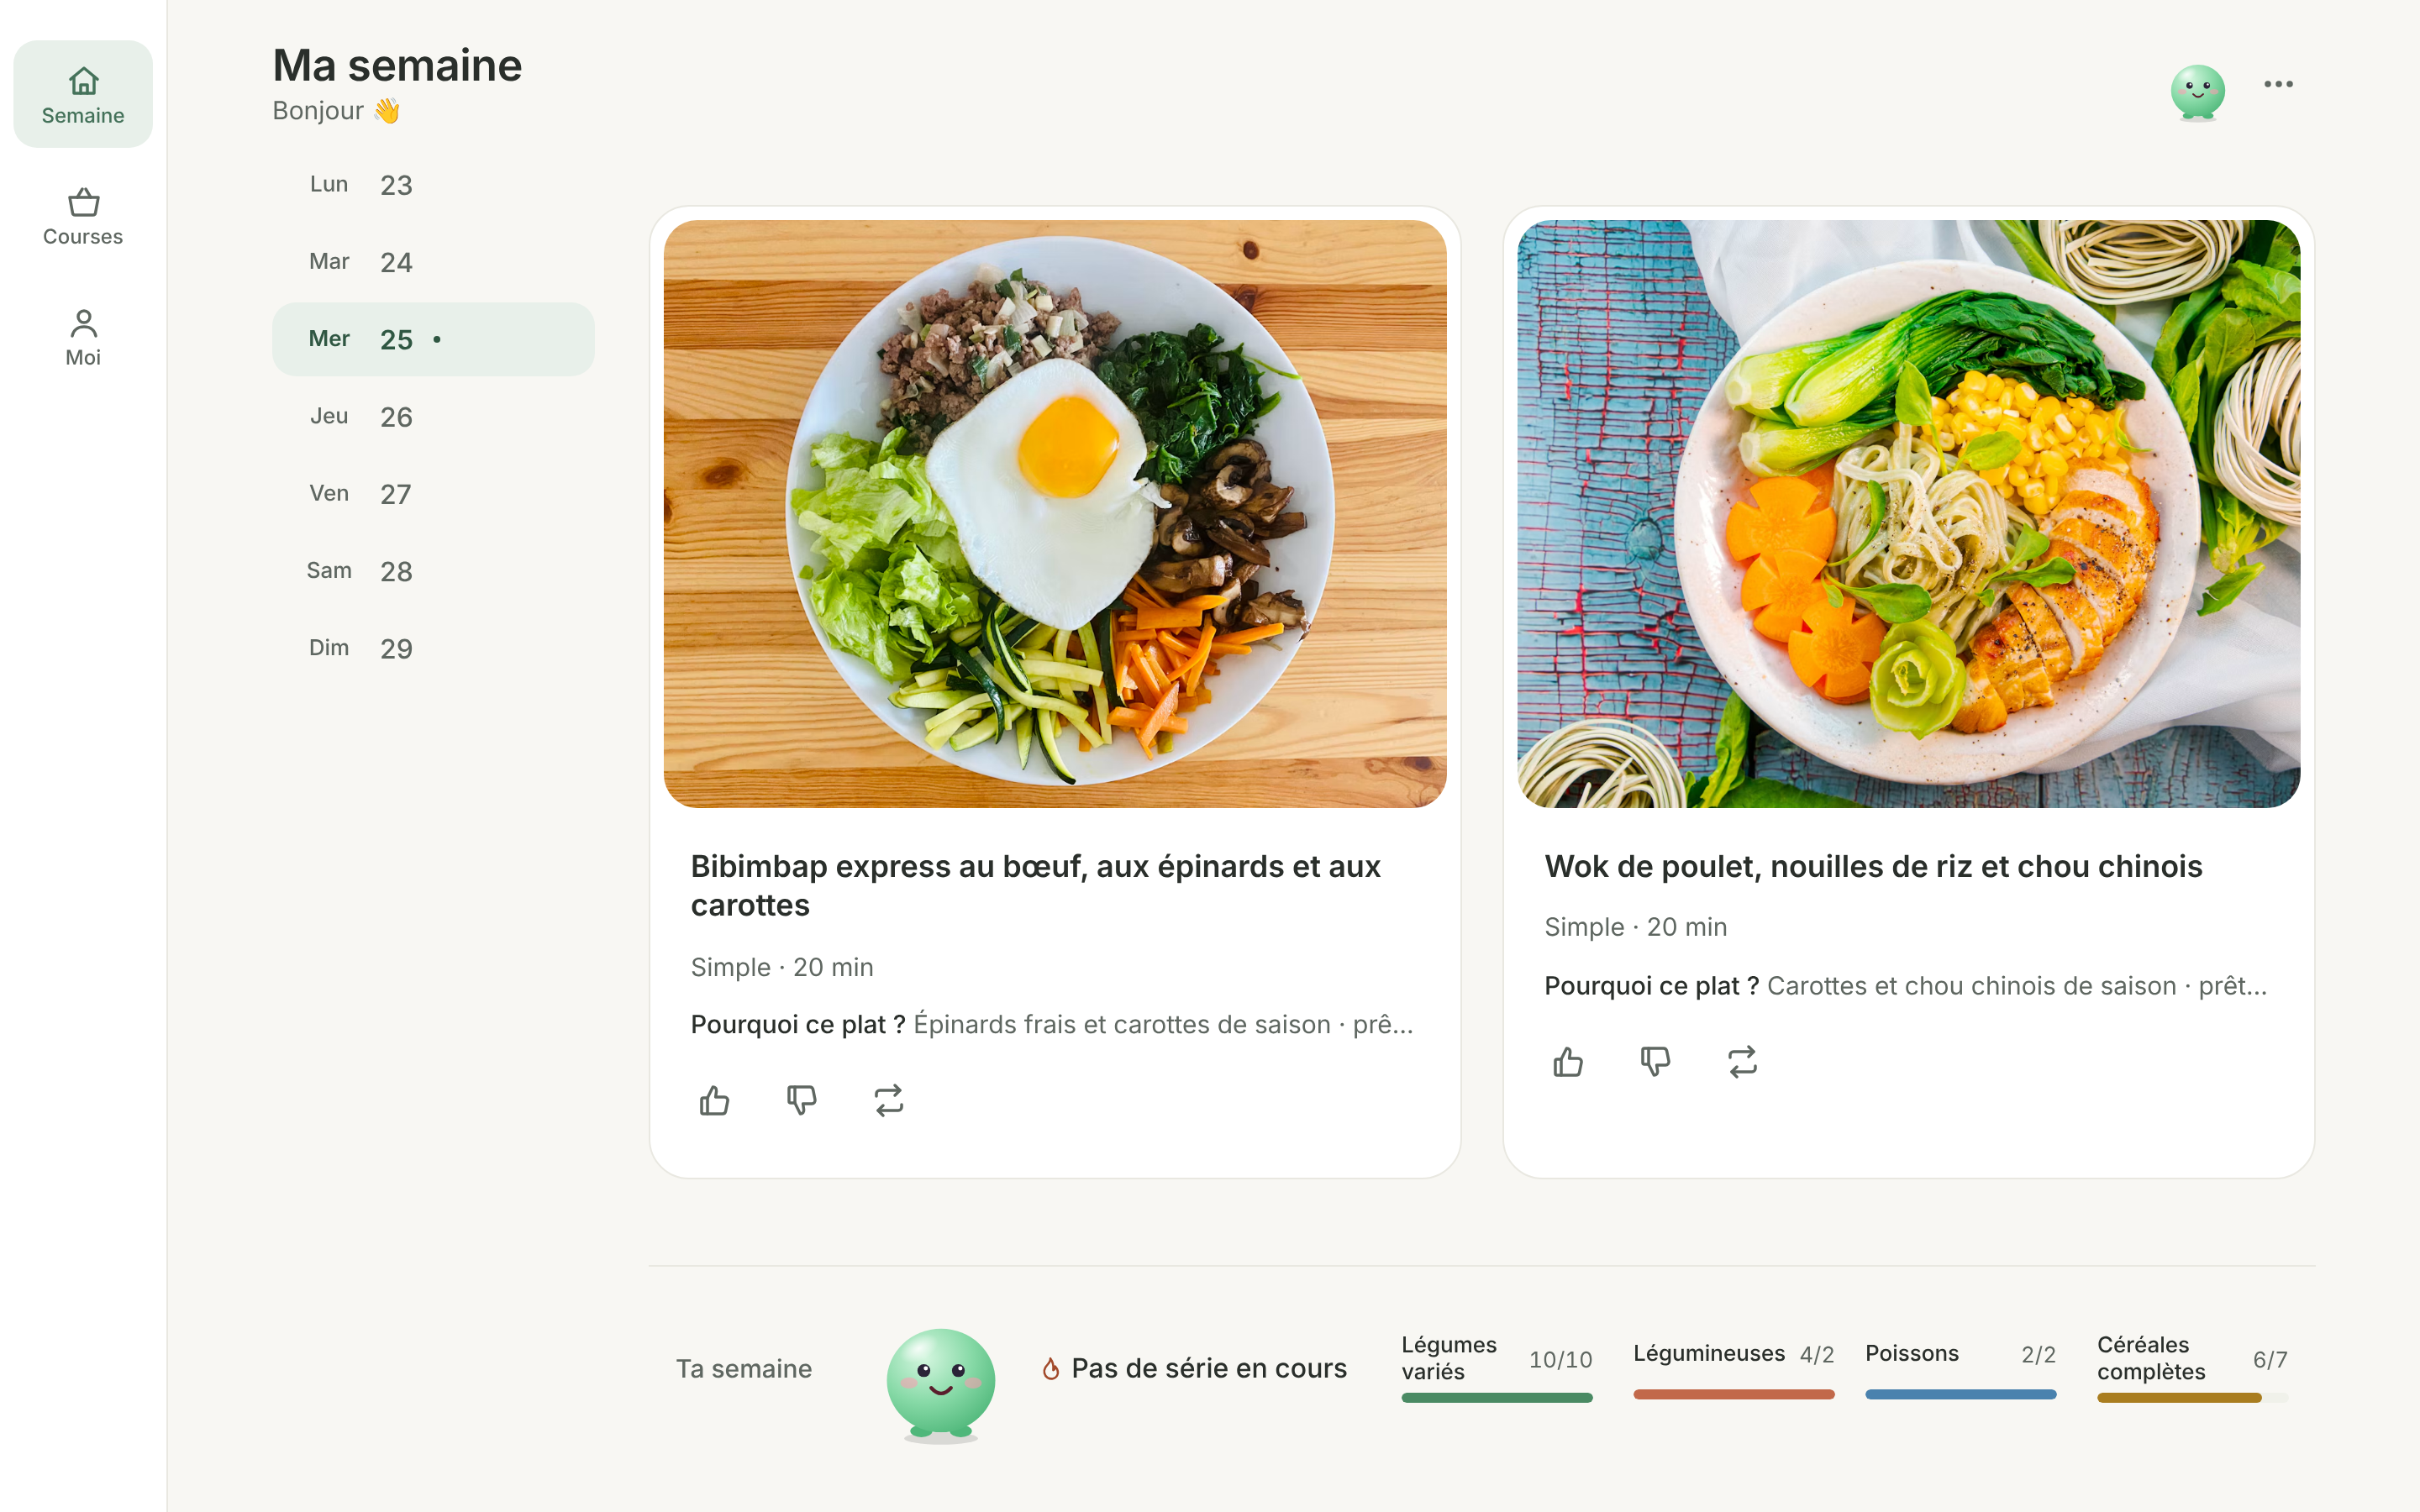 Semaine
Courses
Moi
Ma semaine
Bonjour 👋
Lun 23
Mar 24
Mer 25 •
Jeu 26
Ven 27
Sam 28
Dim 29
Bibimbap express au bœuf, aux épinards et aux
carottes
Simple · 20 min
Pourquoi ce plat ? Épinards frais et carottes de saison · prê...
Wok de poulet, nouilles de riz et chou chinois
Simple · 20 min
Pourquoi ce plat ? Carottes et chou chinois de saison · prêt...
Ta semaine
Pas de série en cours
Légumes
variés
10/10
Légumineuses 4/2
Poissons 2/2
Céréales
complètes
6/7